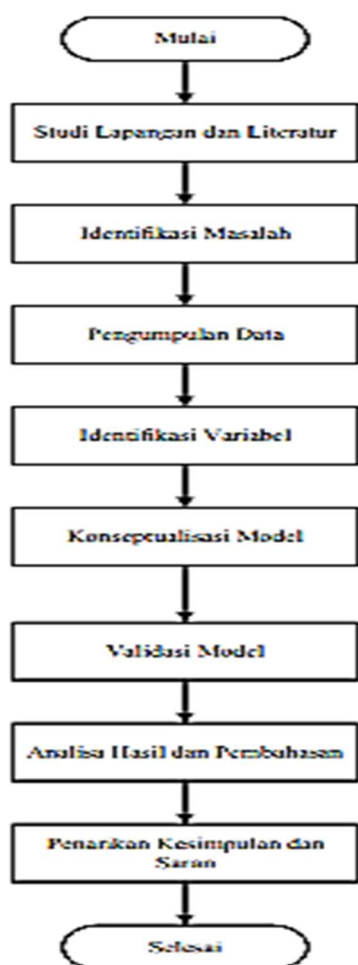 Mulai
Studi Lapangan dan Literatur
Identifikasi Masalah
Pengumpulan Data
Identifikasi Variabel
Konseptualisasi Model
Validasi Model
Analisa Hasil dan Pembahasan
Penarikan Kesimpulan dan
Saran
Selesai